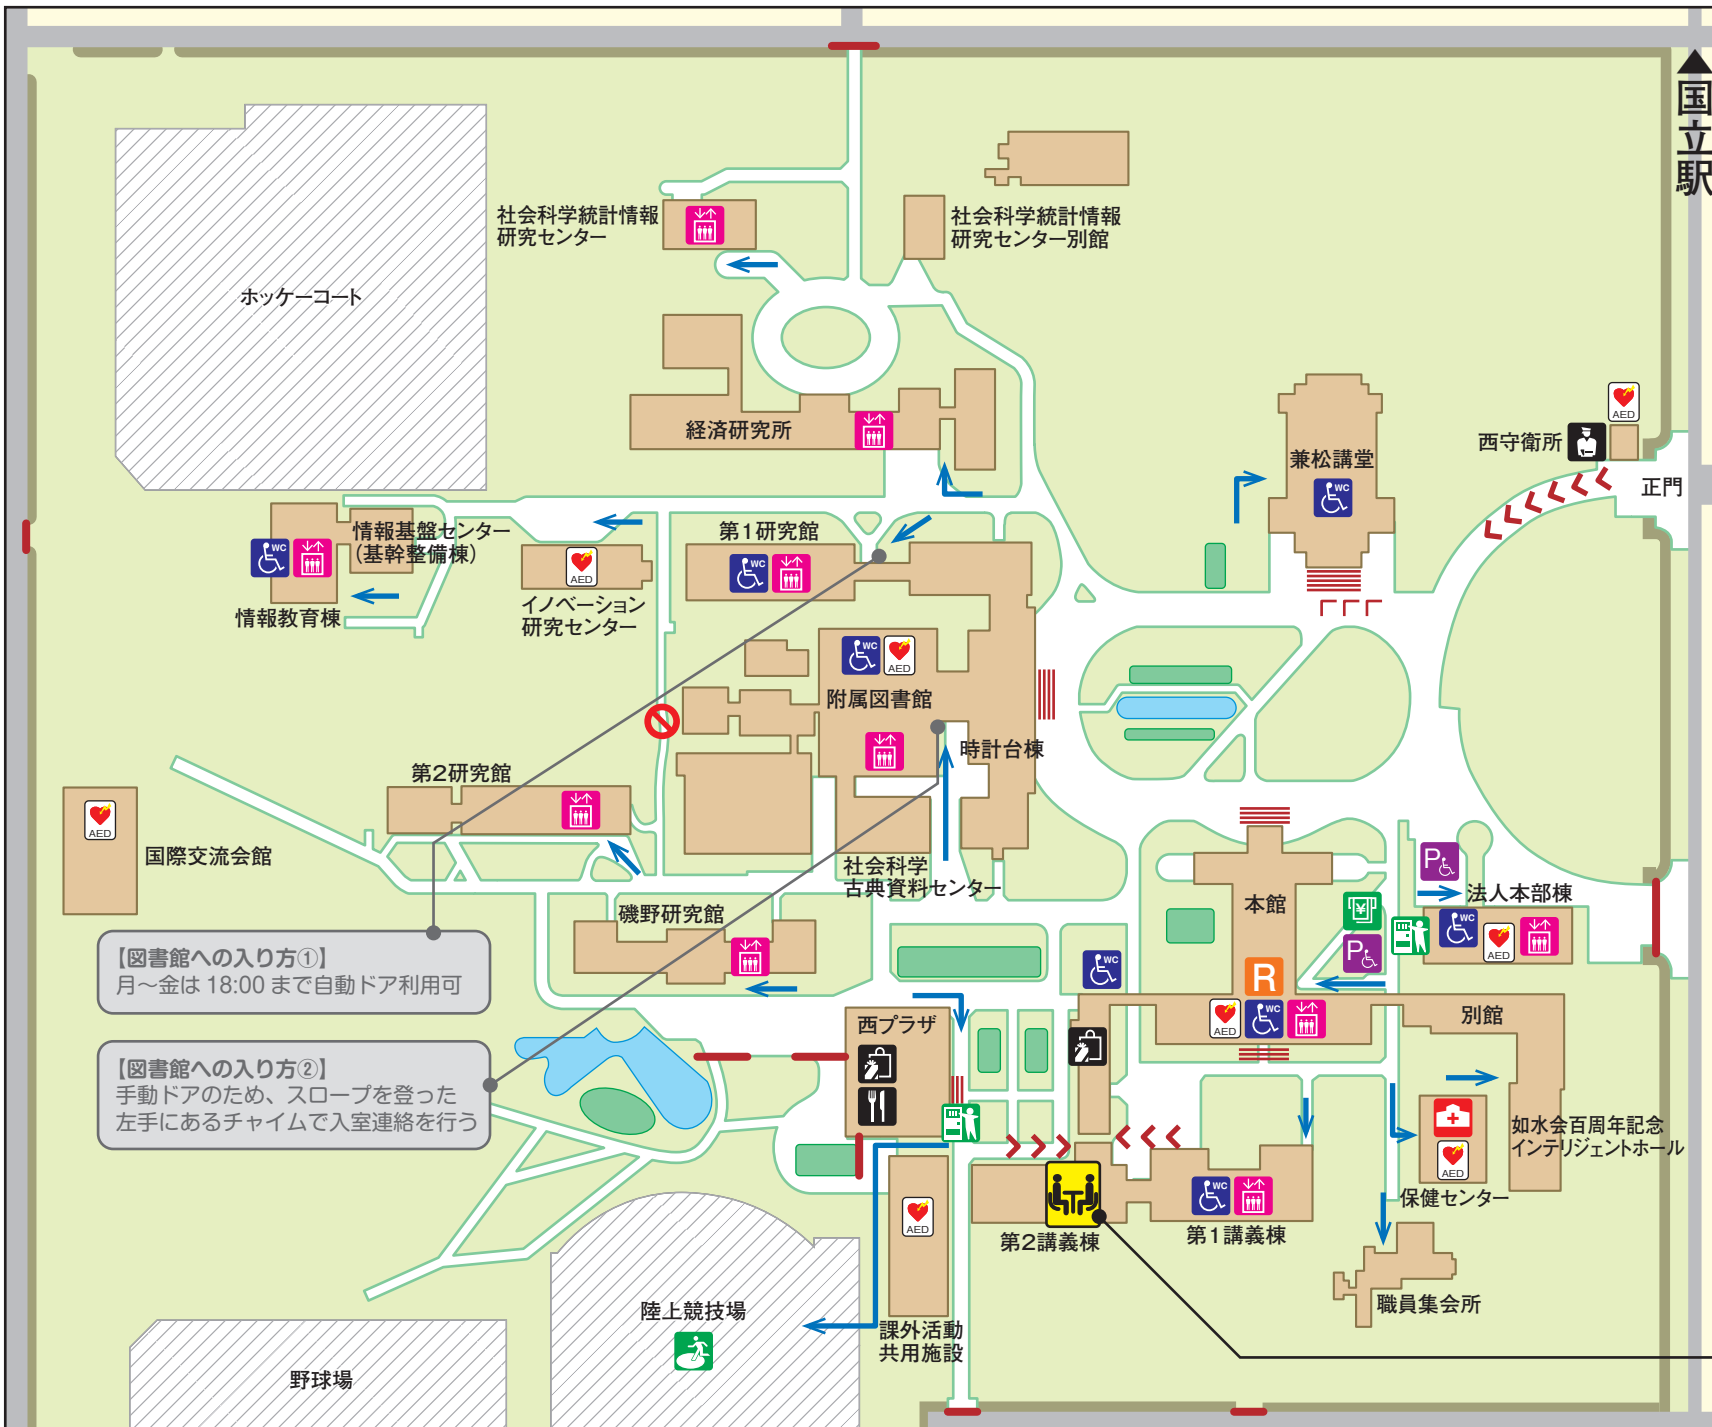 ▲国立駅
社会科学統計情報
研究センター
社会科学統計情報
研究センター別館
ホッケーコート
経済研究所
兼松講堂
WC
AED
西守衛所
正門
情報基盤センター
(基幹整備棟)
WC
情報教育棟
AED
イノベーション
研究センター
第1研究館
WC
WC
AED
附属図書館
時計台棟
第2研究館
AED
国際交流会館
社会科学
古典資料センター
磯野研究館
本館
P
法人本部棟
WC
AED
¥
P
WC
R
AED
WC
別館
【図書館への入り方①】
月〜金は 18:00 まで自動ドア利用可
【図書館への入り方②】
手動ドアのため、スロープを登った
左手にあるチャイムで入室連絡を行う
西プラザ
AED
保健センター
如水会百周年記念
インテリジェントホール
WC
第1講義棟
第2講義棟
AED
課外活動
共用施設
職員集会所
陸上競技場
野球場